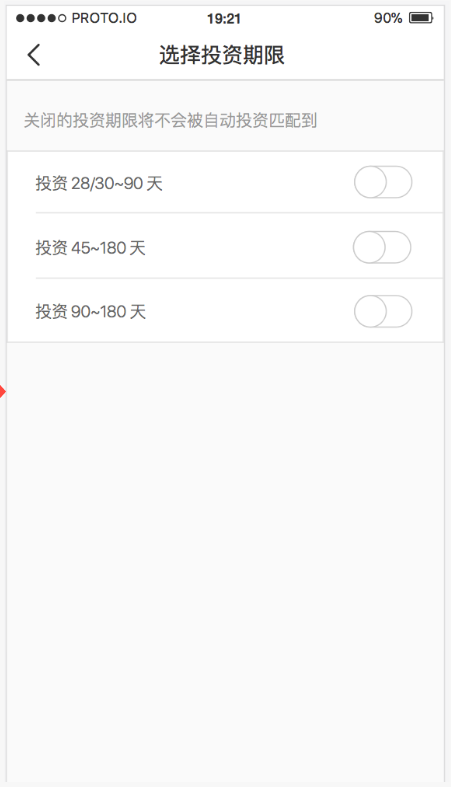 PROTO.IO 19:21 90%
选择投资期限
关闭的投资期限将不会被自动投资匹配到
投资 28/30~90 天
投资 45~180 天
投资 90~180 天